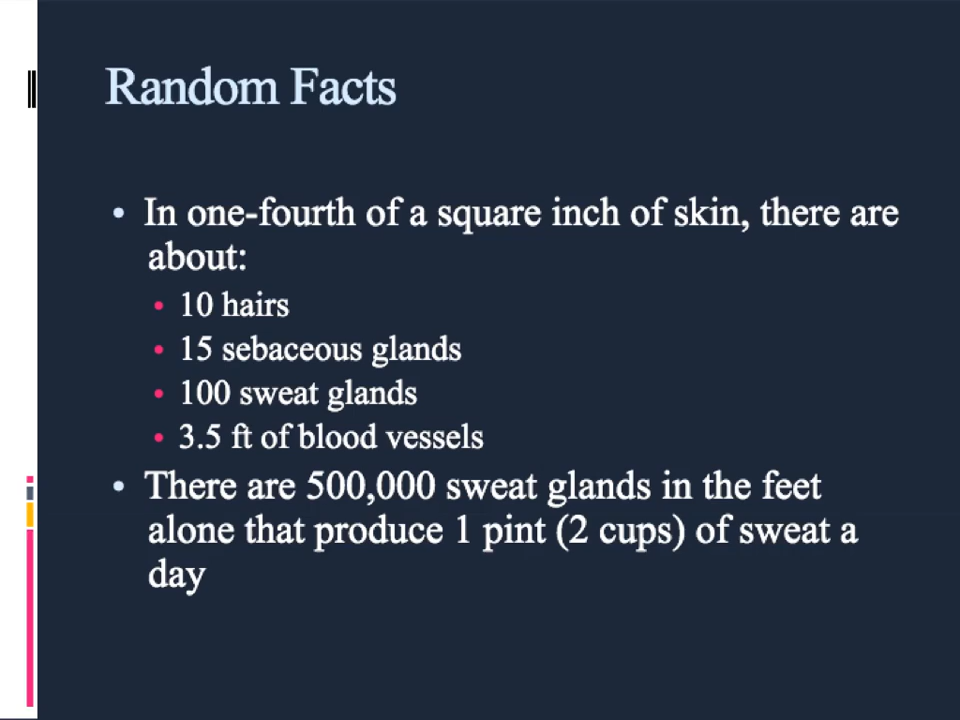 Random Facts
• In one-fourth of a square inch of skin, there are
about:
• 10 hairs
• 15 sebaceous glands
• 100 sweat glands
• 3.5 ft of blood vessels
• There are 500,000 sweat glands in the feet
alone that produce 1 pint (2 cups) of sweat a
day